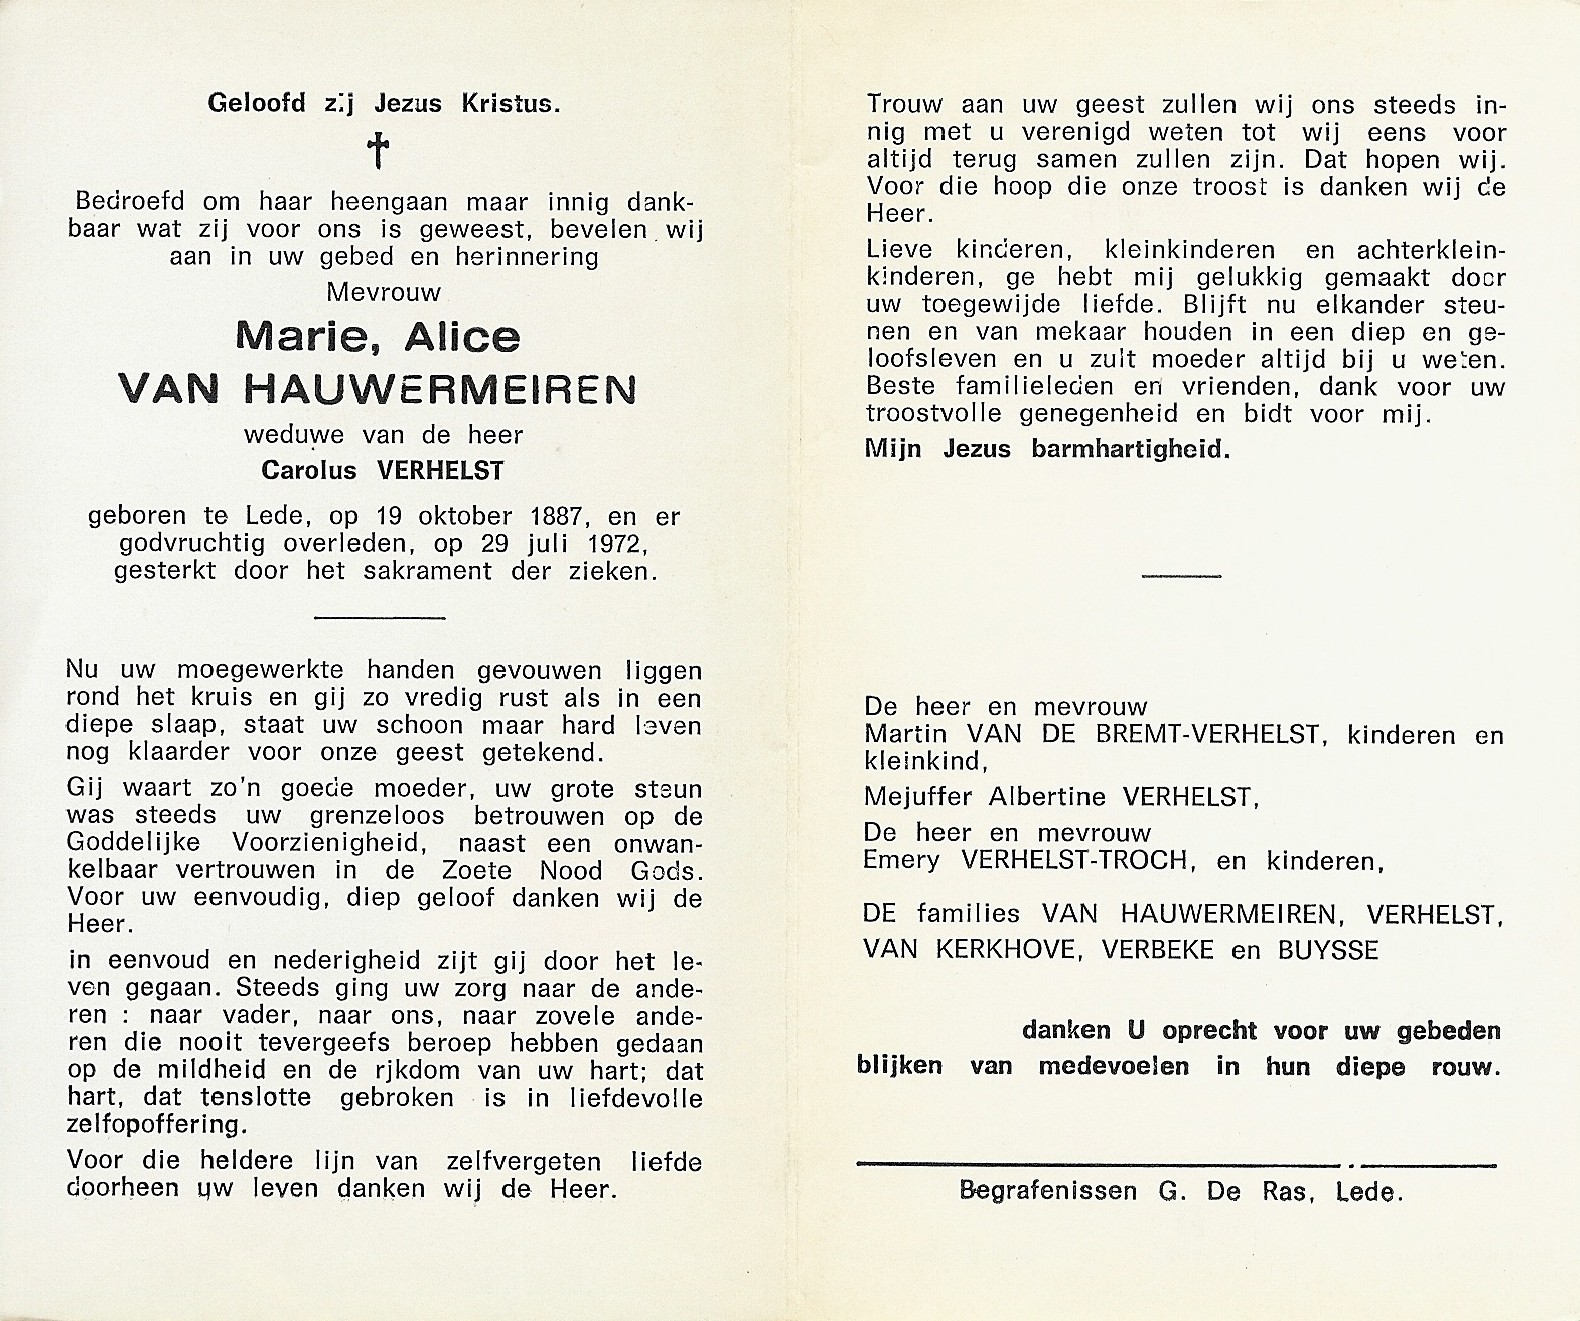 Geloofd zij Jezus Kristus.
Bedroefd om haar heengaan maar innig dank-
baar wat zij voor ons is geweest, bevelen wij
aan in uw gebed en herinnering
Mevrouw
Marie, Alice
VAN HAUWERMEIREN
weduwe van de heer
Carolus VERHELST
geboren te Lede, op 19 oktober 1887, en er
godvruchtig overleden, op 29 juli 1972,
gesterkt door het sakrament der zieken.
Nu uw moegewerkte handen gevouwen liggen
rond het kruis en gij zo vredig rust als in een
diepe slaap, staat uw schoon maar hard leven
nog klaarder voor onze geest getekend.
Gij waart zo'n goede moeder, uw grote steun
was steeds uw grenzeloos betrouwen op de
Goddelijke Voorzienigheid, naast een onwan-
kelbaar vertrouwen in de Zoete Nood Gods.
Voor uw eenvoudig, diep geloof danken wij de
Heer.
in eenvoud en nederigheid zijt gij door het le-
ven gegaan. Steeds ging uw zorg naar de ande-
ren : naar vader, naar ons, naar zovele ande-
ren die nooit tevergeefs beroep hebben gedaan
op de mildheid en de rjkdom van uw hart; dat
hart, dat tenslotte gebroken is in liefdevolle
zelfopoffering.
Voor die heldere lijn van zelfvergeten liefde
doorheen uw leven danken wij de Heer.
Trouw aan uw geest zullen wij ons steeds in-
nig met u verenigd weten tot wij eens voor
altijd terug samen zullen zijn. Dat hopen wij.
Voor die hoop die onze troost is danken wij de
Heer.
Lieve kinderen, kleinkinderen en achterklein-
kinderen, ge hebt mij gelukkig gemaakt door
uw toegewijde liefde. Blijft nu elkander steu-
nen en van mekaar houden in een diep en ge-
loofsleven en u zult moeder altijd bij u weten.
Beste familieleden en vrienden, dank voor uw
troostvolle genegenheid en bidt voor mij.
Mijn Jezus barmhartigheid.
De heer en mevrouw
Martin VAN DE BREMT-VERHELST, kinderen en
kleinkind,
Mejuffer Albertine VERHELST,
De heer en mevrouw
Emery VERHELST-TROCH, en kinderen,
DE families VAN HAUWERMEIREN, VERHELST,
VAN KERKHOVE, VERBEKE en BUYSSE
danken U oprecht voor uw gebeden
blijken van medevoelen in hun diepe rouw.
Begrafenissen G. De Ras, Lede.